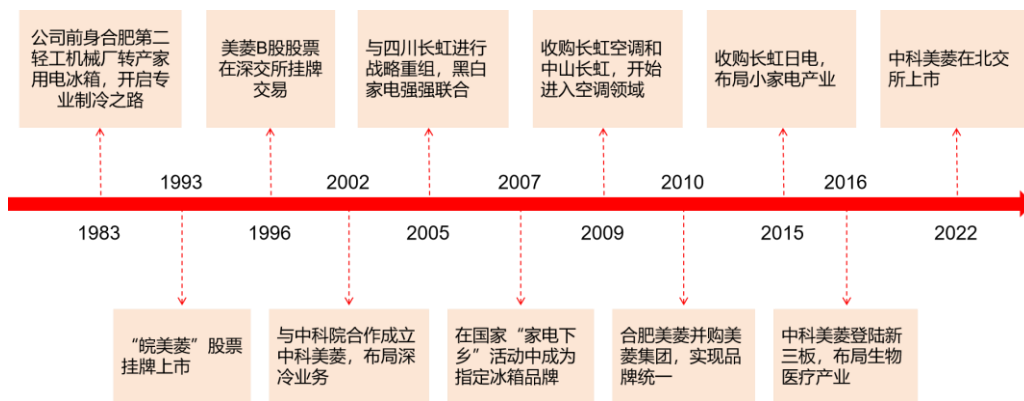 公司前身合肥第二
轻工机械厂转产家
用电冰箱，开启专
业制冷之路
美菱B股股票
在深交所挂牌
交易
与四川长虹进行
战略重组，黑白
家电强强联合
收购长虹空调和
中山长虹，开始
进入空调领域
收购长虹日电，
布局小家电产业
中科美菱在北交
所上市
1993
2002
2007
2010
2016
1983
1996
2005
2009
2015
2022
“皖美菱”股票
挂牌上市
与中科院合作成立
中科美菱，布局深
冷业务
在国家“家电下
乡”活动中成为
指定冰箱品牌
合肥美菱并购美
菱集团，实现品
牌统一
中科美菱登陆新
三板，布局生物
医疗产业